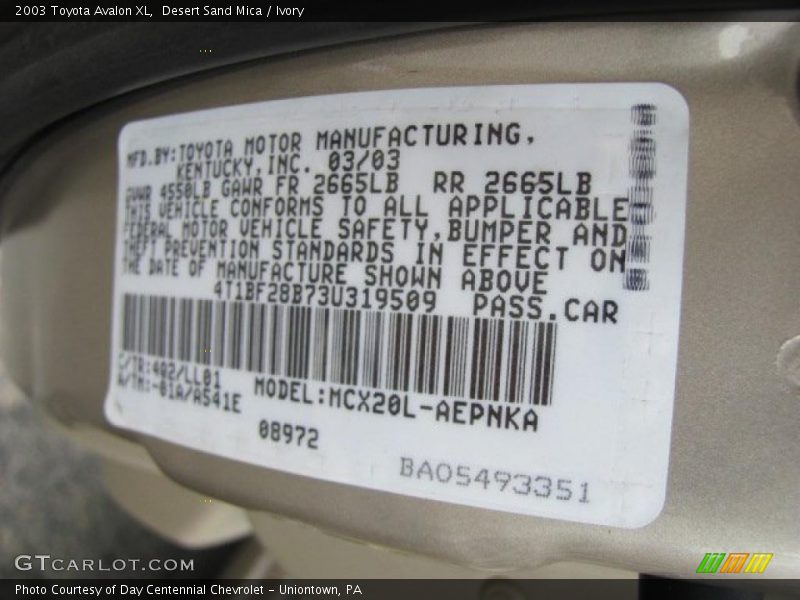 2003 Toyota Avalon XL,  Desert Sand Mica / Ivory
MFD.BY:TOYOTA MOTOR MANUFACTURING,
KENTUCKY,INC. 03/03
GVWR 4550LB GAWR FR 2665LB RR 2665LB
THIS VEHICLE CONFORMS TO ALL APPLICABLE
FEDERAL MOTOR VEHICLE SAFETY,BUMPER AND
THEFT PREVENTION STANDARDS IN EFFECT ON
THE DATE OF MANUFACTURE SHOWN ABOVE
4T1BF28B73U319509 PASS.CAR
C/TR:4Q2/LL01
A/TM:-01A/A541E
MODEL:MCX20L-AEPNKA
08972
BA05493351
GTCARLOT.COM
Photo Courtesy of Day Centennial Chevrolet - Uniontown, PA